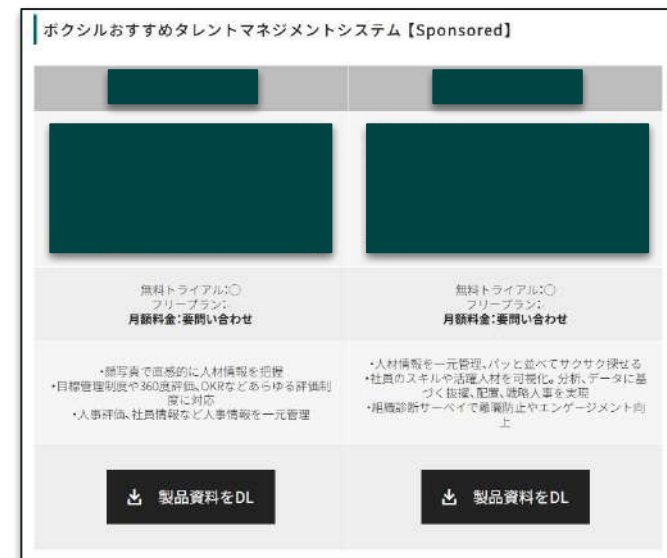 ボクシルおすすめタレントマネジメントシステム【Sponsored】
無料トライアル:○
フリープラン:
月額料金:要問い合わせ
・顔写真で直感的に人材情報を把握
・目標管理制度や360度評価、OKRなどあらゆる評価制
度に対応
・人事評価、社員情報など人事情報を一元管理
製品資料をDL
無料トライアル:○
フリープラン:
月額料金:要問い合わせ
・人材情報を一元管理、パッと並べてサクサク探せる
・社員のスキルや活躍人材を可視化。分析、データに基
づく抜擢、配置、戦略人事を実現
・組織診断サーベイで離職防止やエンゲージメント向
上
製品資料をDL